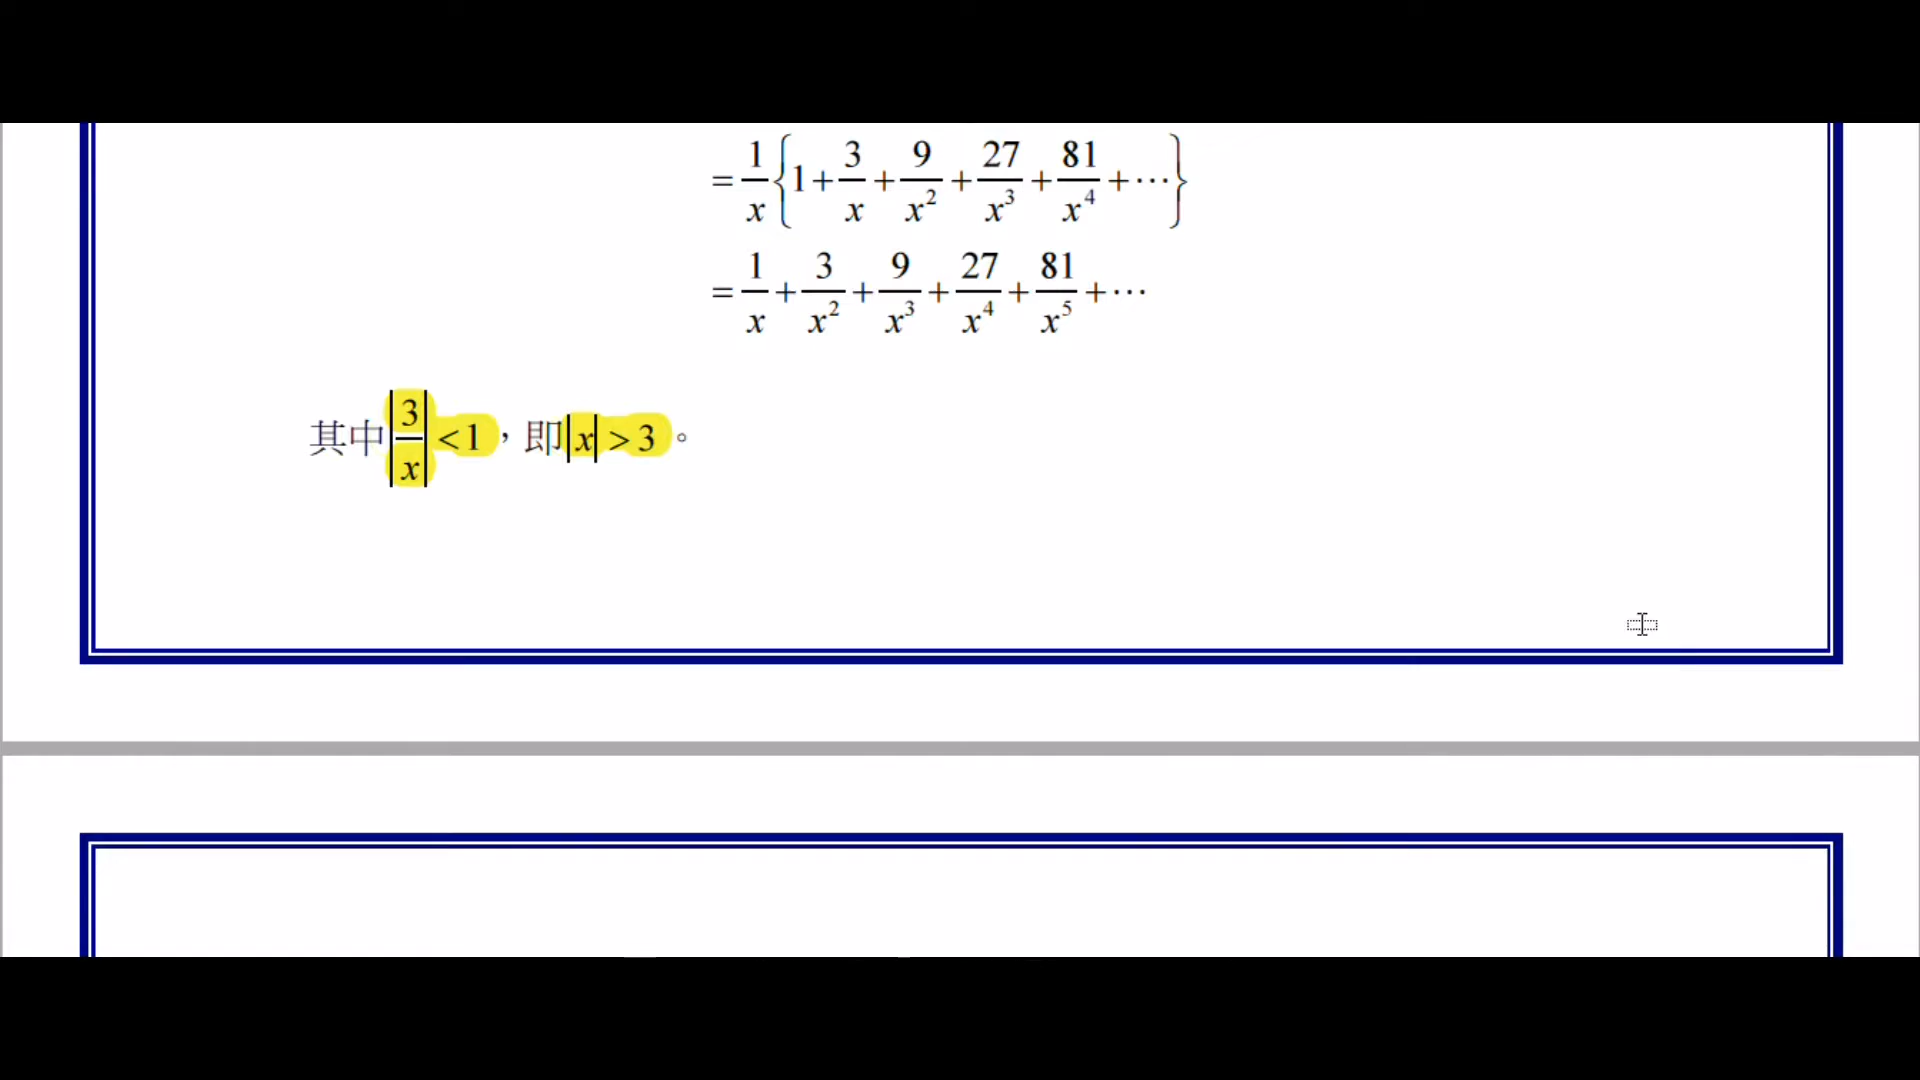 = 1/x {1 + 3/x + 9/x² + 27/x³ + 81/x⁴ + ⋯}
= 1/x + 3/x² + 9/x³ + 27/x⁴ + 81/x⁵ + ⋯
其中 |3/x| < 1，即 |x| > 3。